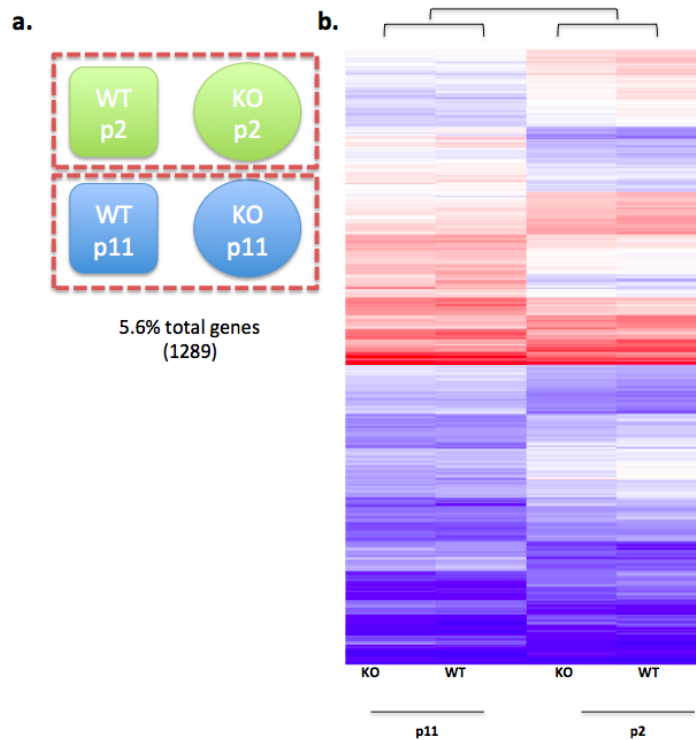 a.
WT
p2
KO
p2
WT
p11
KO
p11
5.6% total genes
(1289)
b.
KO
WT
KO
WT
p11
p2